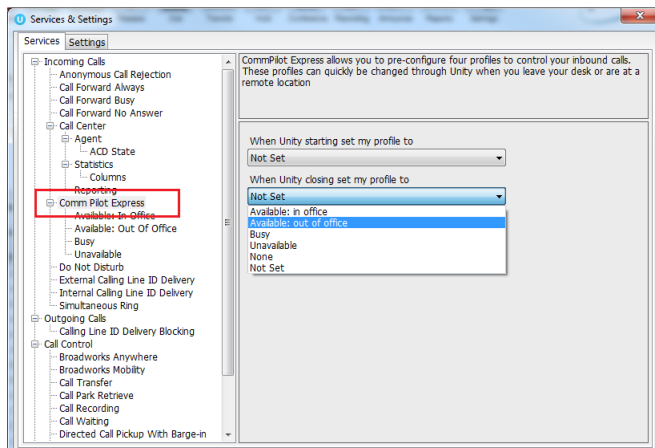 Services & Settings
Services Settings
Incoming Calls
Anonymous Call Rejection
Call Forward Always
Call Forward Busy
Call Forward No Answer
Call Center
Agent
ACD State
Statistics
Columns
Reporting
Comm Pilot Express
Available: In Office
Available: Out Of Office
Busy
Unavailable
Do Not Disturb
External Calling Line ID Delivery
Internal Calling Line ID Delivery
Simultaneous Ring
Outgoing Calls
Calling Line ID Delivery Blocking
Call Control
Broadworks Anywhere
Broadworks Mobility
Call Transfer
Call Park Retrieve
Call Recording
Call Waiting
Directed Call Pickup With Barge-in
CommPilot Express allows you to pre-configure four profiles to control your inbound calls.
These profiles can quickly be changed through Unity when you leave your desk or are at a
remote location
When Unity starting set my profile to
Not Set
When Unity closing set my profile to
Not Set
Available: in office
Available: out of office
Busy
Unavailable
None
Not Set